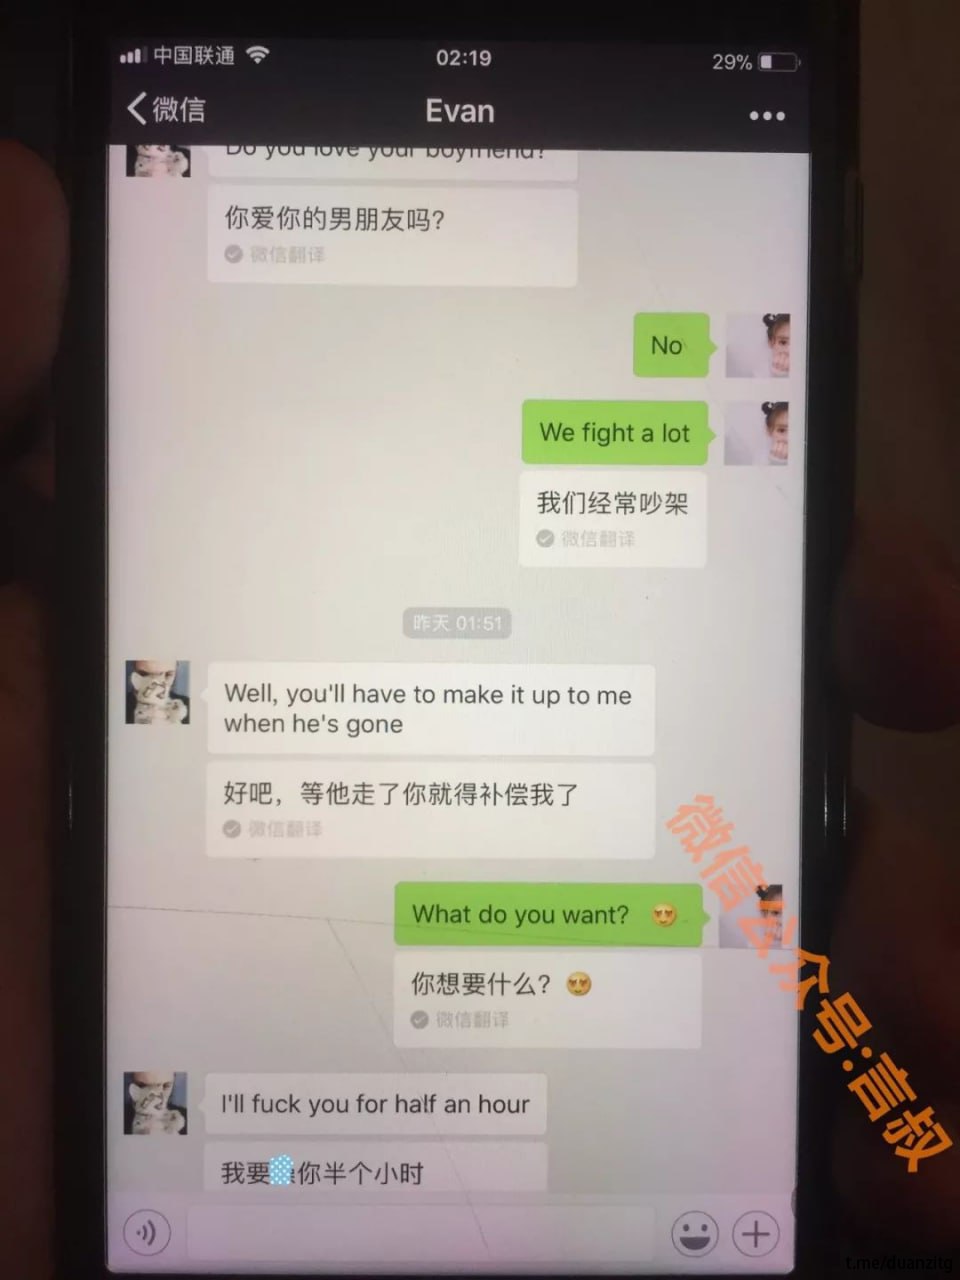 中国联通
02:19
29%
微信
Evan
Do you love your boyfriend?
你爱你的男朋友吗?
微信翻译
No
We fight a lot
我们经常吵架
微信翻译
昨天 01:51
Well, you'll have to make it up to me
when he's gone
好吧，等他走了你就得补偿我了
微信翻译
What do you want? 😍
你想要什么? 😍
微信翻译
I'll fuck you for half an hour
我要你半个小时
微信公众号:言叔
t.me/duanzitg